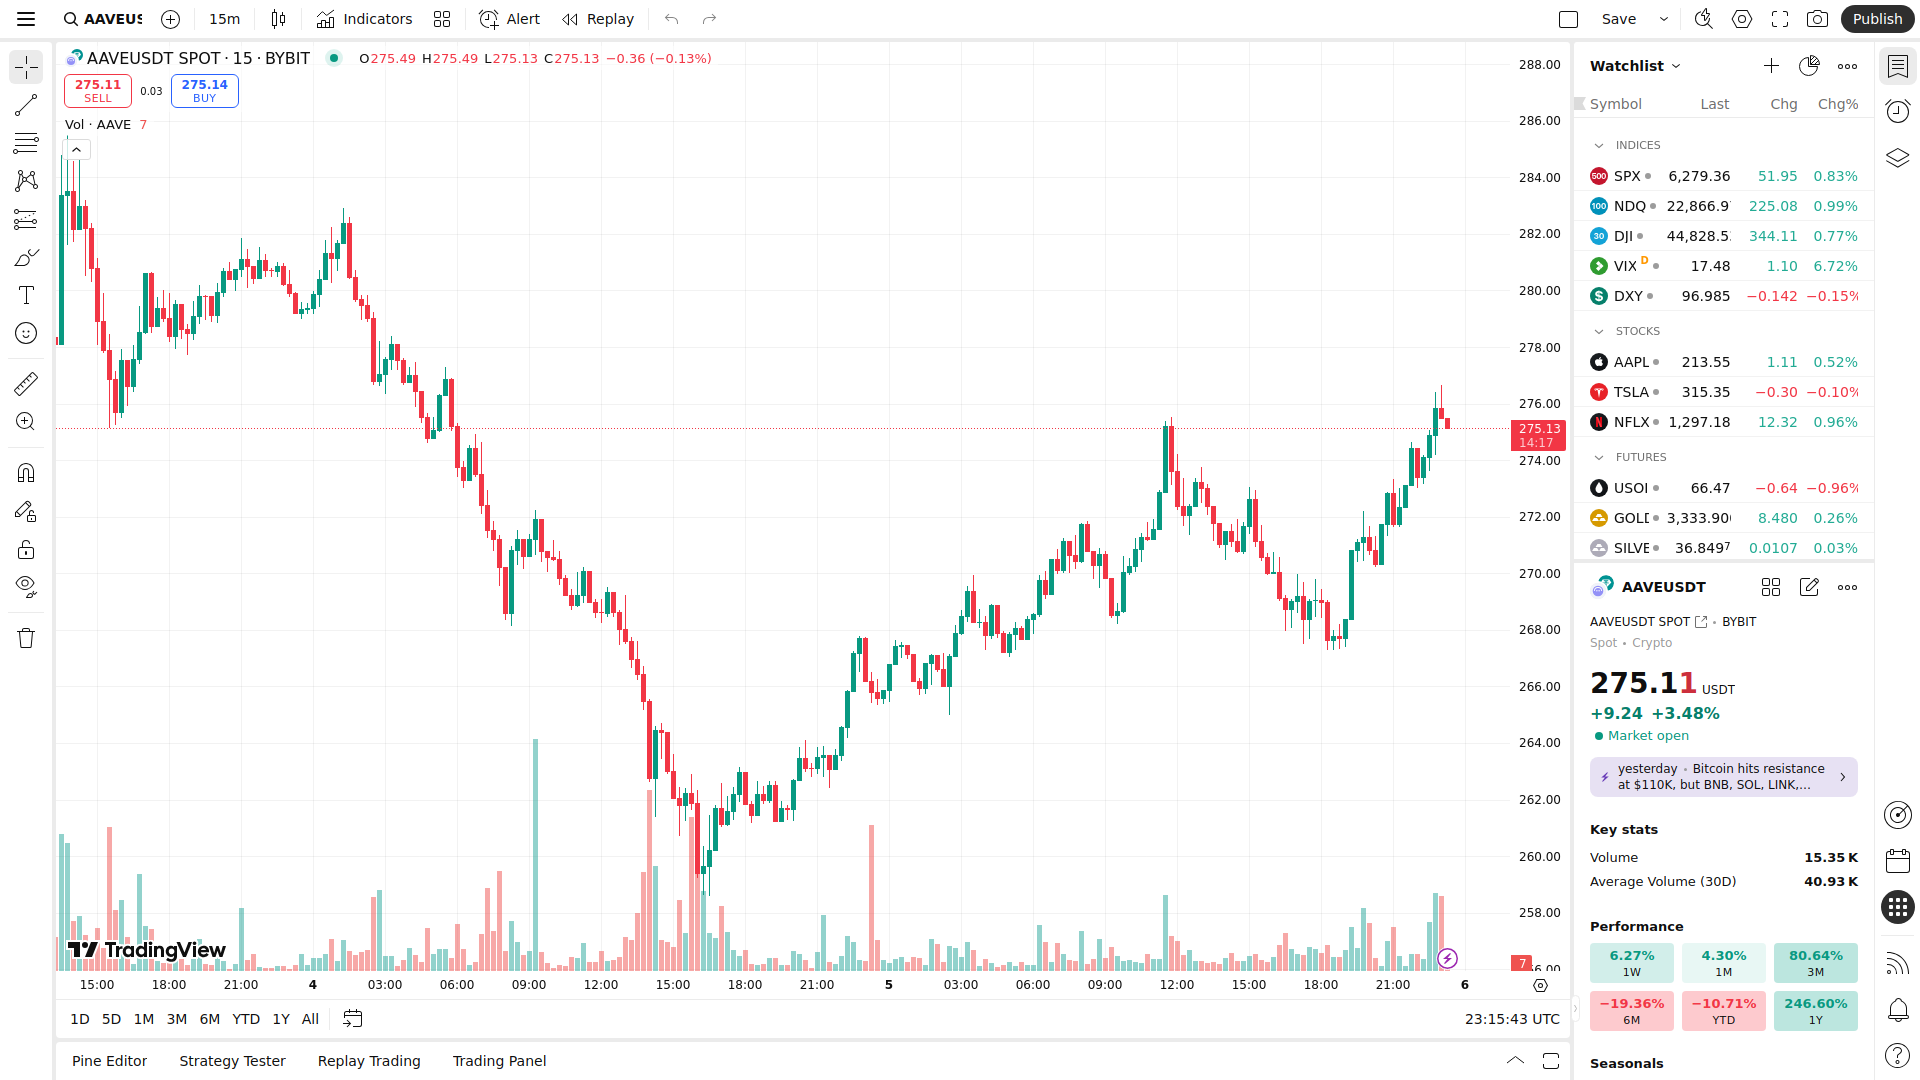 AAVEUS
15m
Indicators
Alert
Replay
Save
Publish
AAVEUSDT SPOT · 15 · BYBIT
O275.49 H275.49 L275.13 C275.13 −0.36 (−0.13%)
275.11
SELL
0.03
275.14
BUY
Vol · AAVE 7
288.00
286.00
284.00
282.00
280.00
278.00
276.00
275.13
14:17
274.00
272.00
270.00
268.00
266.00
264.00
262.00
260.00
258.00
7
TradingView
15:00 18:00 21:00 4 03:00 06:00 09:00 12:00 15:00 18:00 21:00 5 03:00 06:00 09:00 12:00 15:00 18:00 21:00 6
1D 5D 1M 3M 6M YTD 1Y All
23:15:43 UTC
Pine Editor Strategy Tester Replay Trading Trading Panel
Watchlist
Symbol Last Chg Chg%
INDICES
500 SPX 6,279.36 51.95 0.83%
100 NDQ 22,866.9 225.08 0.99%
30 DJI 44,828.5 344.11 0.77%
VIX D 17.48 1.10 6.72%
DXY 96.985 −0.142 −0.15%
STOCKS
AAPL 213.55 1.11 0.52%
TSLA 315.35 −0.30 −0.10%
NFLX 1,297.18 12.32 0.96%
FUTURES
USOI 66.47 −0.64 −0.96%
GOLD 3,333.90 8.480 0.26%
SILVE 36.849⁷ 0.0107 0.03%
AAVEUSDT
AAVEUSDT SPOT • BYBIT
Spot • Crypto
275.11 USDT
+9.24 +3.48%
Market open
yesterday • Bitcoin hits resistance
at $110K, but BNB, SOL, LINK,...
Key stats
Volume 15.35 K
Average Volume (30D) 40.93 K
Performance
6.27% 4.30% 80.64%
1W 1M 3M
−19.36% −10.71% 246.60%
6M YTD 1Y
Seasonals